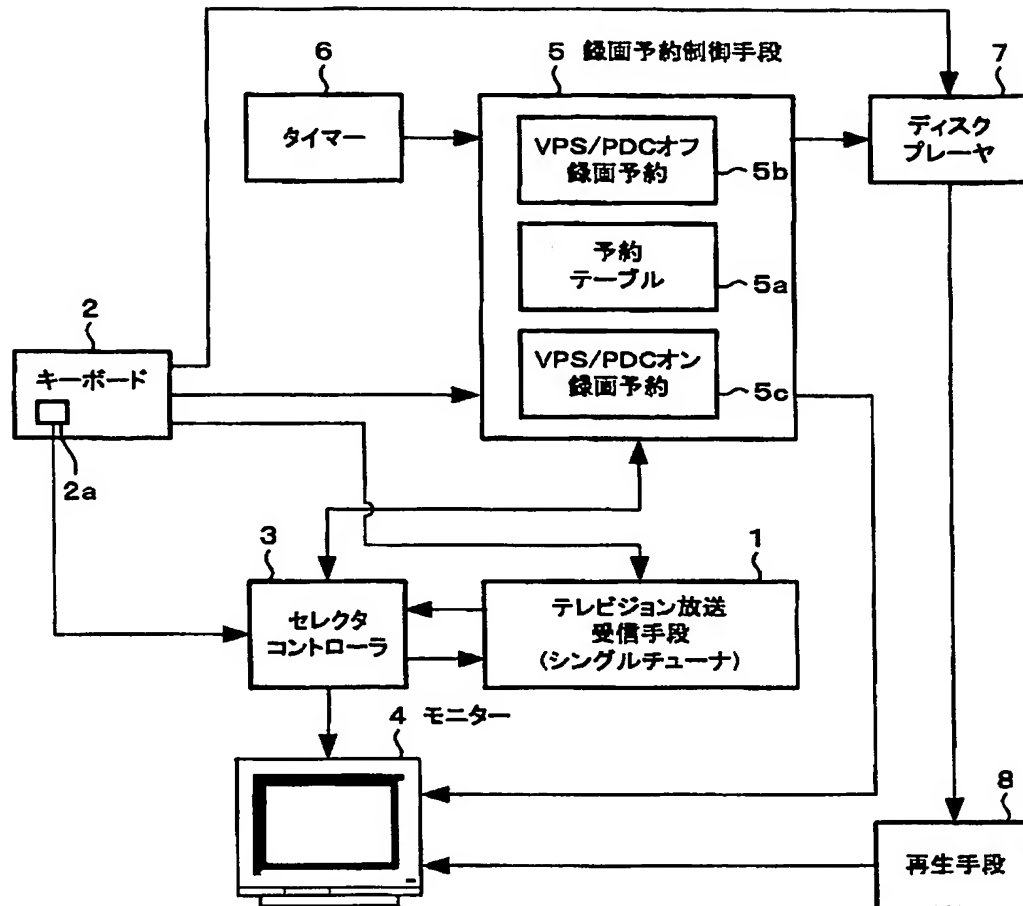 6
タイマー
5 録画予約制御手段
VPS/PDCオフ
録画予約
5b
予約
テーブル
5a
VPS/PDCオン
録画予約
5c
7
ディスク
プレーヤ
2
キーボード
2a
3
セレクタ
コントローラ
1
テレビジョン放送
受信手段
(シングルチューナ)
4 モニター
8
再生手段